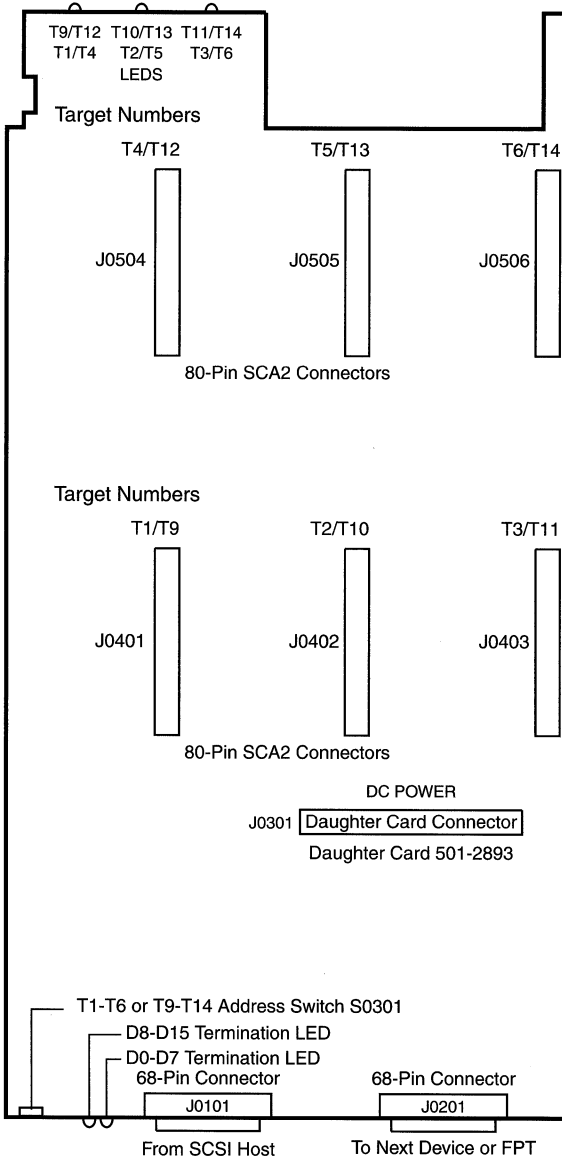 T9/T12 T10/T13 T11/T14
T1/T4 T2/T5 T3/T6
LEDS
Target Numbers
T4/T12 T5/T13 T6/T14
J0504 J0505 J0506
80-Pin SCA2 Connectors
Target Numbers
T1/T9 T2/T10 T3/T11
J0401 J0402 J0403
80-Pin SCA2 Connectors
DC POWER
J0301 Daughter Card Connector
Daughter Card 501-2893
T1-T6 or T9-T14 Address Switch S0301
D8-D15 Termination LED
D0-D7 Termination LED
68-Pin Connector 68-Pin Connector
J0101 J0201
From SCSI Host To Next Device or FPT